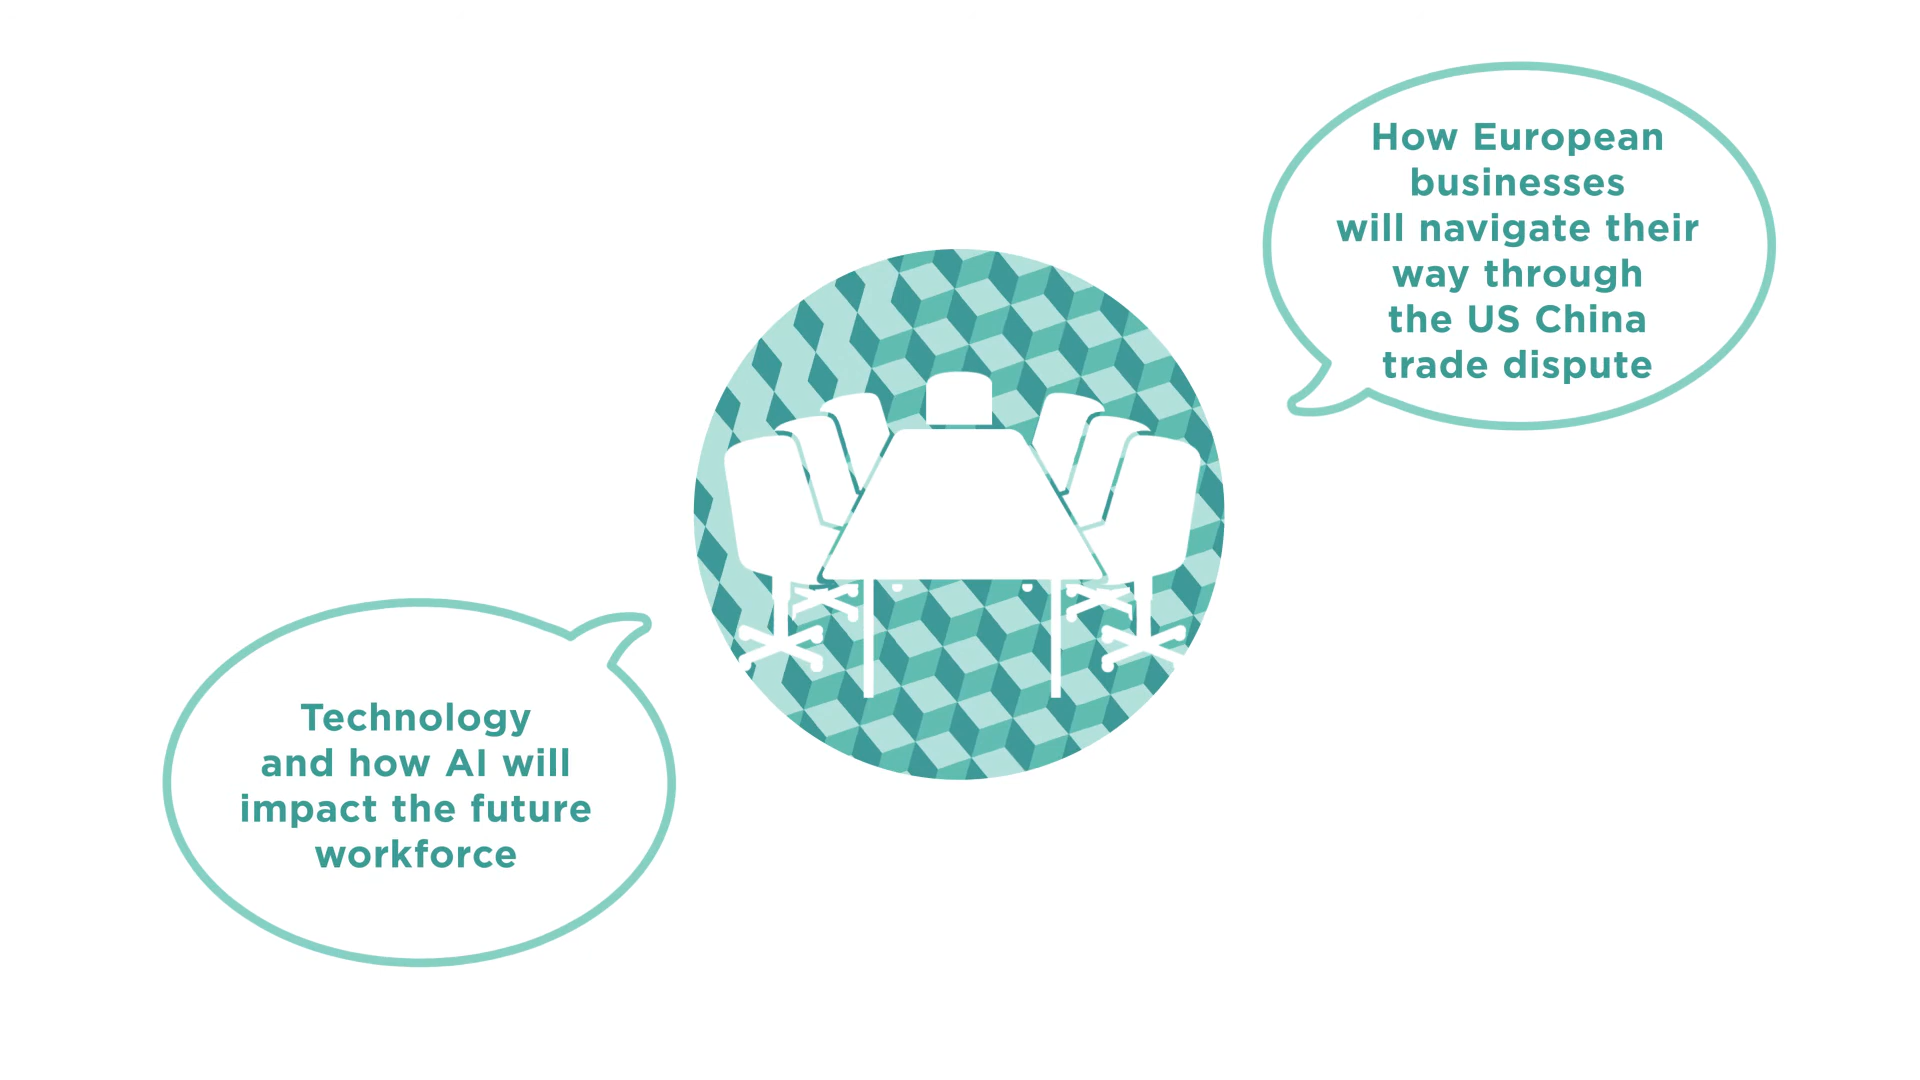 How European
businesses
will navigate their
way through
the US China
trade dispute
Technology
and how AI will
impact the future
workforce